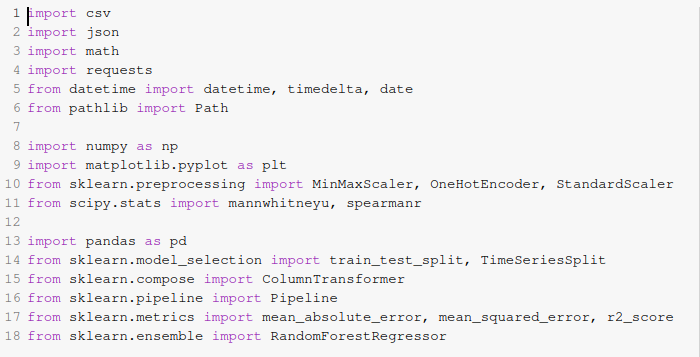 1 import csv
2 import json
3 import math
4 import requests
5 from datetime import datetime, timedelta, date
6 from pathlib import Path
7
8 import numpy as np
9 import matplotlib.pyplot as plt
10 from sklearn.preprocessing import MinMaxScaler, OneHotEncoder, StandardScaler
11 from scipy.stats import mannwhitneyu, spearmanr
12
13 import pandas as pd
14 from sklearn.model_selection import train_test_split, TimeSeriesSplit
15 from sklearn.compose import ColumnTransformer
16 from sklearn.pipeline import Pipeline
17 from sklearn.metrics import mean_absolute_error, mean_squared_error, r2_score
18 from sklearn.ensemble import RandomForestRegressor